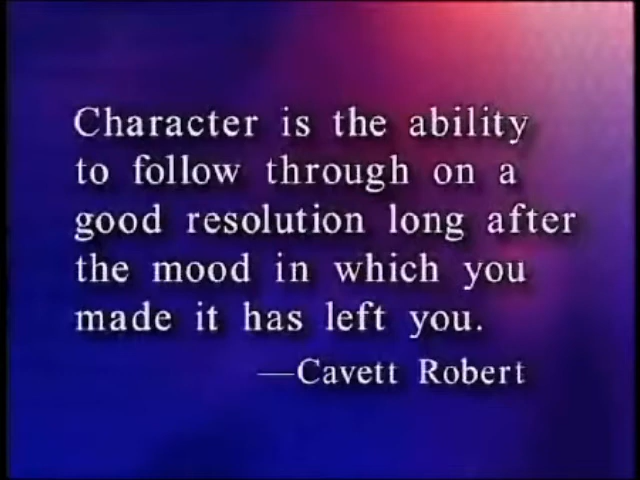 Character is the ability
to follow through on a
good resolution long after
the mood in which you
made it has left you.
—Cavett Robert